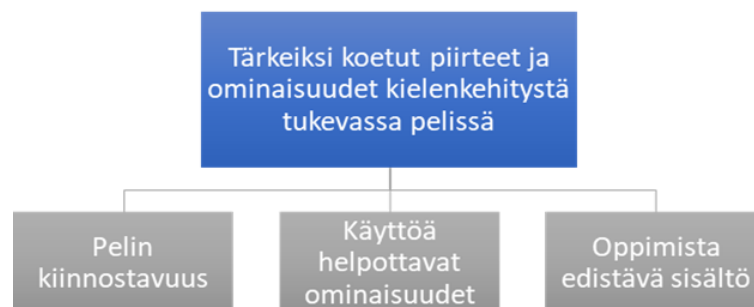 Tärkeiksi koetut piirteet ja
ominaisuudet kielenkehitystä
tukevassa pelissä
Pelin
kiinnostavuus
Käyttöä
helpottavat
ominaisuudet
Oppimista
edistävä sisältö